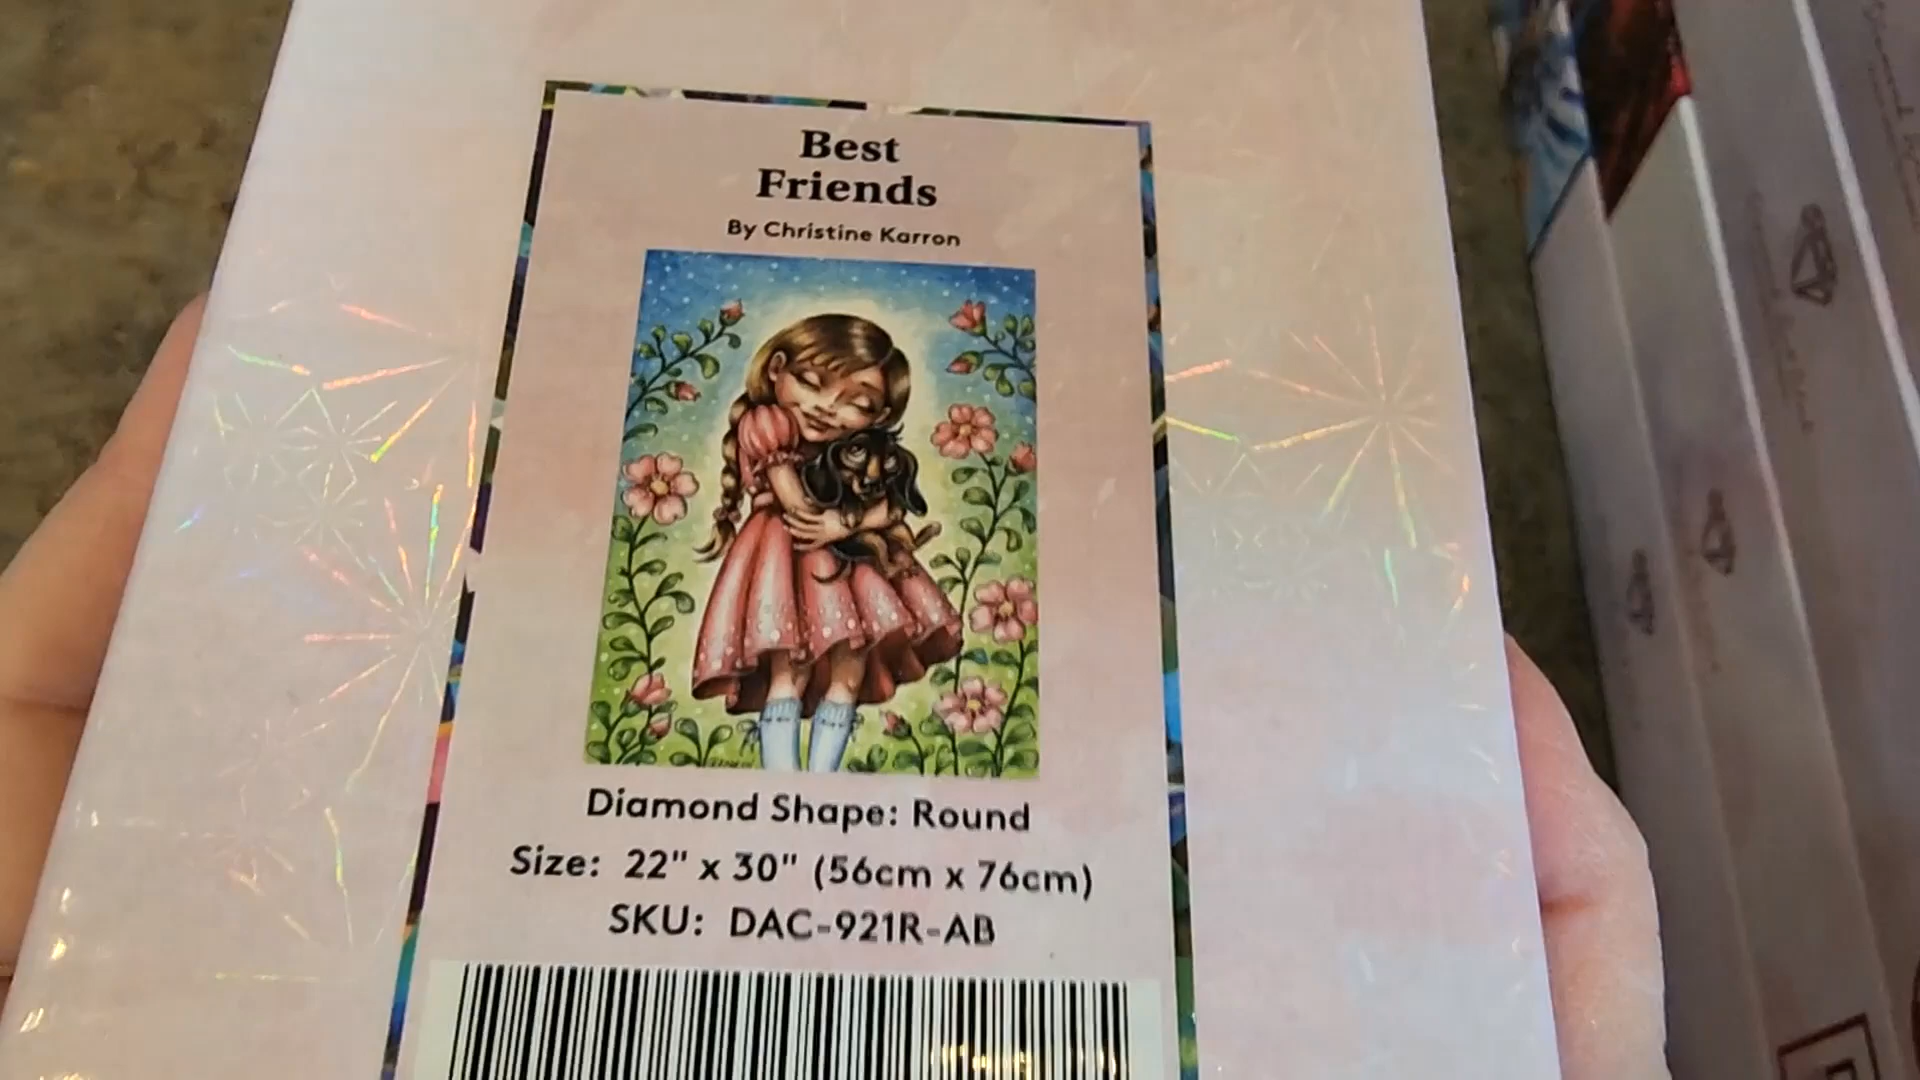 Best
Friends
By Christine Karron
Diamond Shape: Round
Size: 22" x 30" (56cm x 76cm)
SKU: DAC-921R-AB